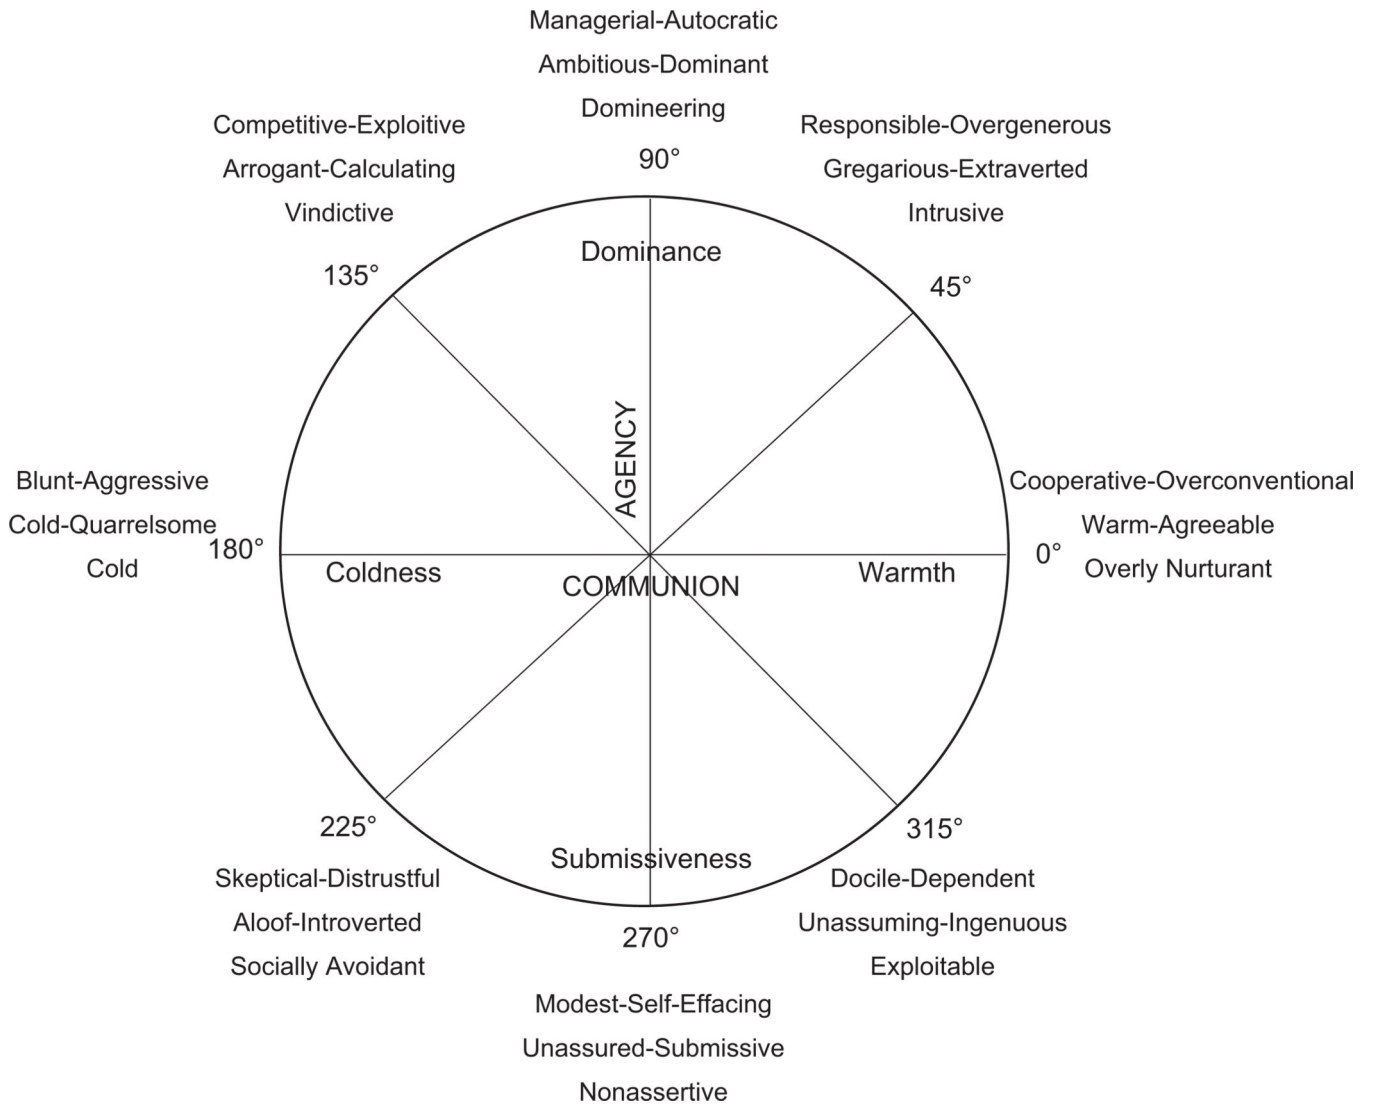 Managerial-Autocratic
Ambitious-Dominant
Domineering
90°
Competitive-Exploitive
Arrogant-Calculating
Vindictive
135°
Responsible-Overgenerous
Gregarious-Extraverted
Intrusive
45°
Dominance
AGENCY
Blunt-Aggressive
Cold-Quarrelsome
Cold
180°
Coldness
COMMUNION
Warmth
0°
Cooperative-Overconventional
Warm-Agreeable
Overly Nurturant
Submissiveness
225°
Skeptical-Distrustful
Aloof-Introverted
Socially Avoidant
270°
Modest-Self-Effacing
Unassured-Submissive
Nonassertive
315°
Docile-Dependent
Unassuming-Ingenuous
Exploitable